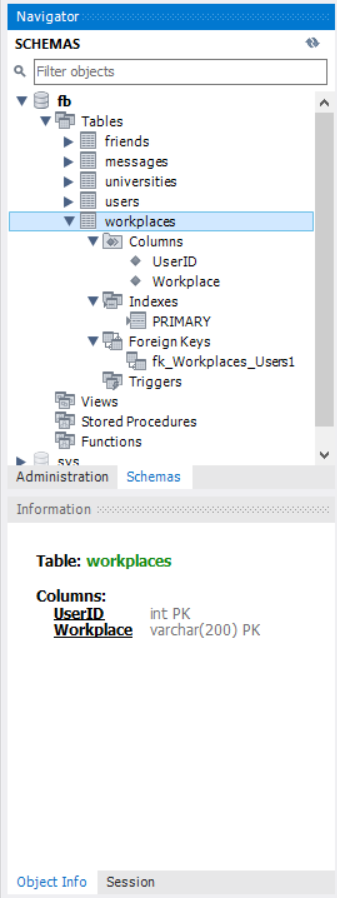 Navigator
SCHEMAS
Filter objects
fb
Tables
friends
messages
universities
users
workplaces
Columns
UserID
Workplace
Indexes
PRIMARY
Foreign Keys
fk_Workplaces_Users1
Triggers
Views
Stored Procedures
Functions
sys
Administration Schemas
Information
Table: workplaces
Columns:
UserID int PK
Workplace varchar(200) PK
Object Info Session